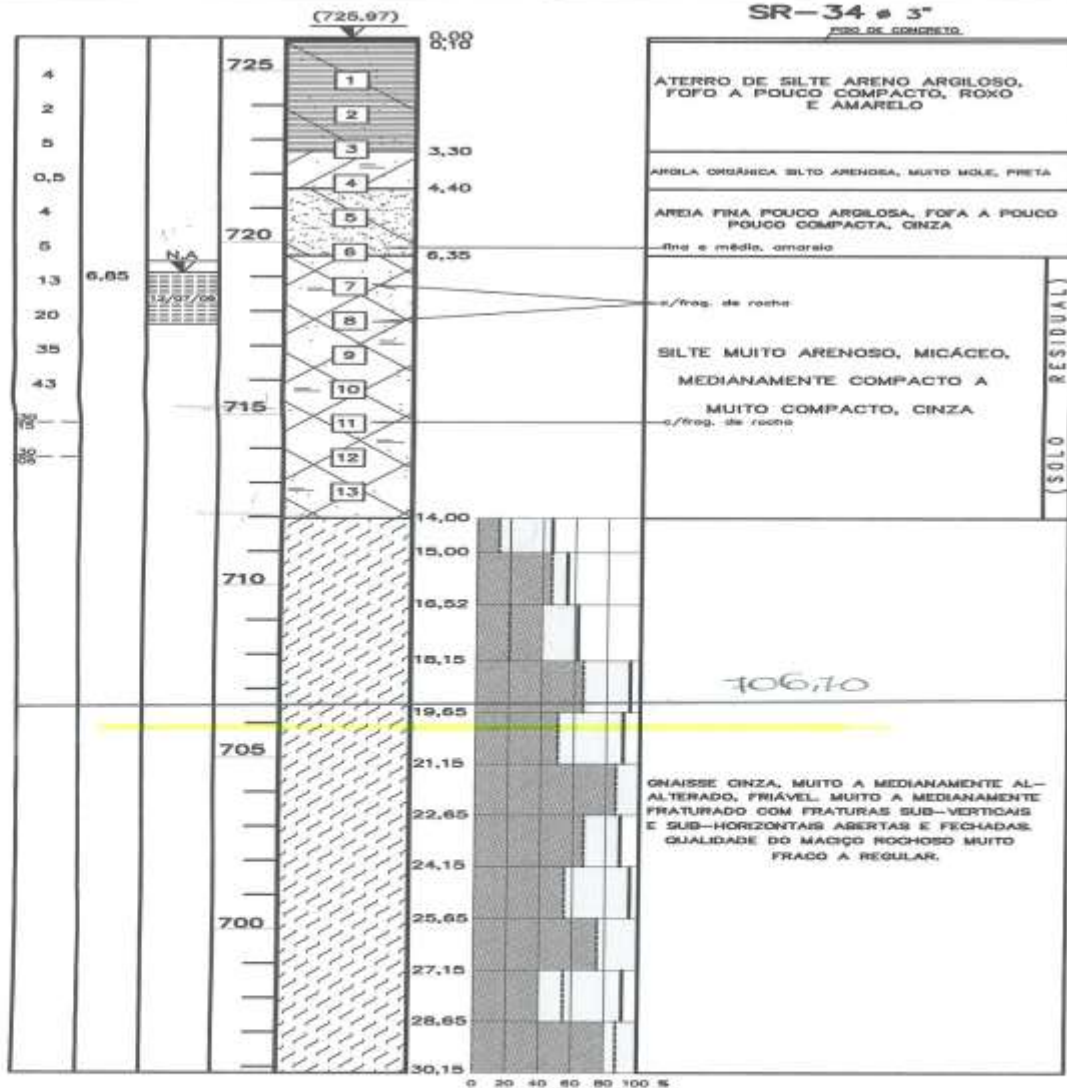 (725.97)
SR-34 ø 3"
PISO DE CONCRETO
0,00
0,10
725
4
2
5
0,5
4
5
13
20
35
43
6,85
N.A
1
2
3
4
5
6
7
8
9
10
11
12
13
720
715
710
705
700
3,30
4,40
6,35
14,00
15,00
16,52
18,15
19,65
21,15
22,65
24,15
25,65
27,15
28,65
30,15
0 20 40 60 80 100 %
ATERRO DE SILTE ARENO ARGILOSO,
FOFO A POUCO COMPACTO, ROXO
E AMARELO
ARGILA ORGÂNICA SILTO ARENOSA, MUITO MOLE, PRETA
AREIA FINA POUCO ARGILOSA, FOFA A POUCO
POUCO COMPACTA, CINZA
fina e média, amarela
c/frag. de rocha
SILTE MUITO ARENOSO, MICÁCEO,
MEDIANAMENTE COMPACTO A
MUITO COMPACTO, CINZA
c/frag. de rocha
(SOLO RESIDUAL)
706,70
GNAISSE CINZA, MUITO A MEDIANAMENTE AL-
ALTERADO, FRIÁVEL. MUITO A MEDIANAMENTE
FRATURADO COM FRATURAS SUB-VERTICAIS
E SUB-HORIZONTAIS ABERTAS E FECHADAS.
QUALIDADE DO MACIÇO ROCHOSO MUITO
FRACO A REGULAR.